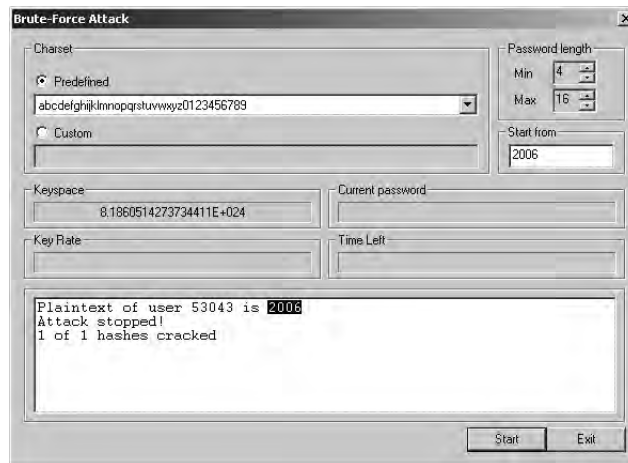 Brute-Force Attack
Charset
Predefined
abcdefghijklmnopqrstuvwxyz0123456789
Custom
Password length
Min 4
Max 16
Start from
2006
Keyspace
8.1860514273734411E+024
Current password
Key Rate
Time Left
Plaintext of user 53043 is 2006
Attack stopped!
1 of 1 hashes cracked
Start
Exit